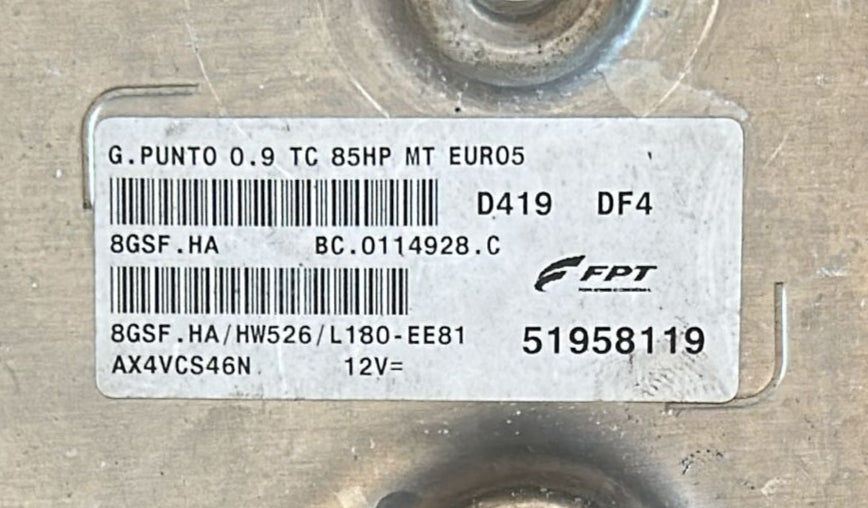 G.PUNTO 0.9 TC 85HP MT EURO5
D419 DF4
8GSF.HA BC.0114928.C
FPT
8GSF.HA/HW526/L180-EE81
51958119
AX4VCS46N 12V=